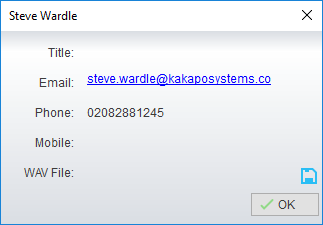 Steve Wardle
Title:
Email: steve.wardle@kakaposystems.co
Phone: 02082881245
Mobile:
WAV File:
OK